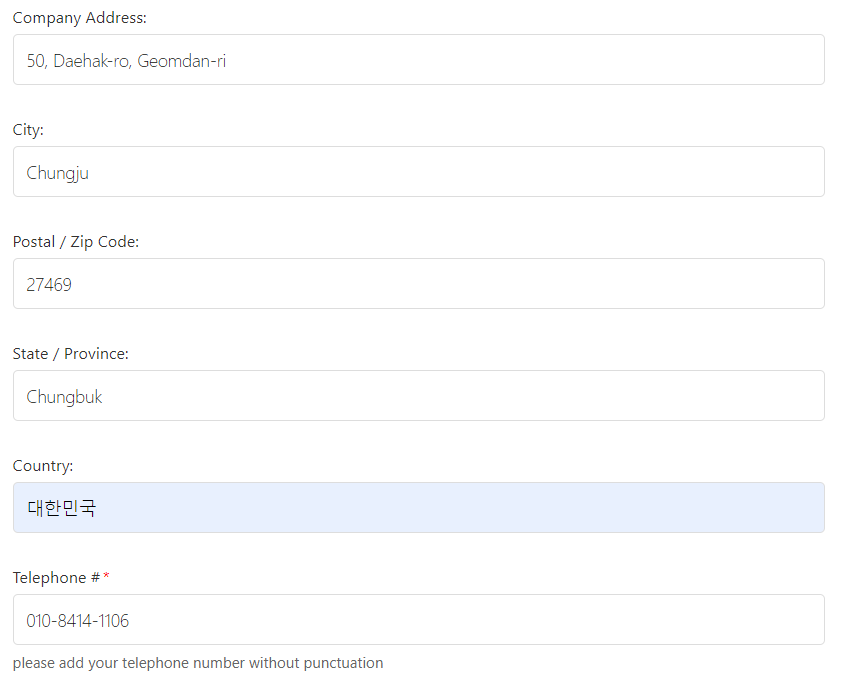 Company Address:
50, Daehak-ro, Geomdan-ri
City:
Chungju
Postal / Zip Code:
27469
State / Province:
Chungbuk
Country:
대한민국
Telephone #*
010-8414-1106
please add your telephone number without punctuation